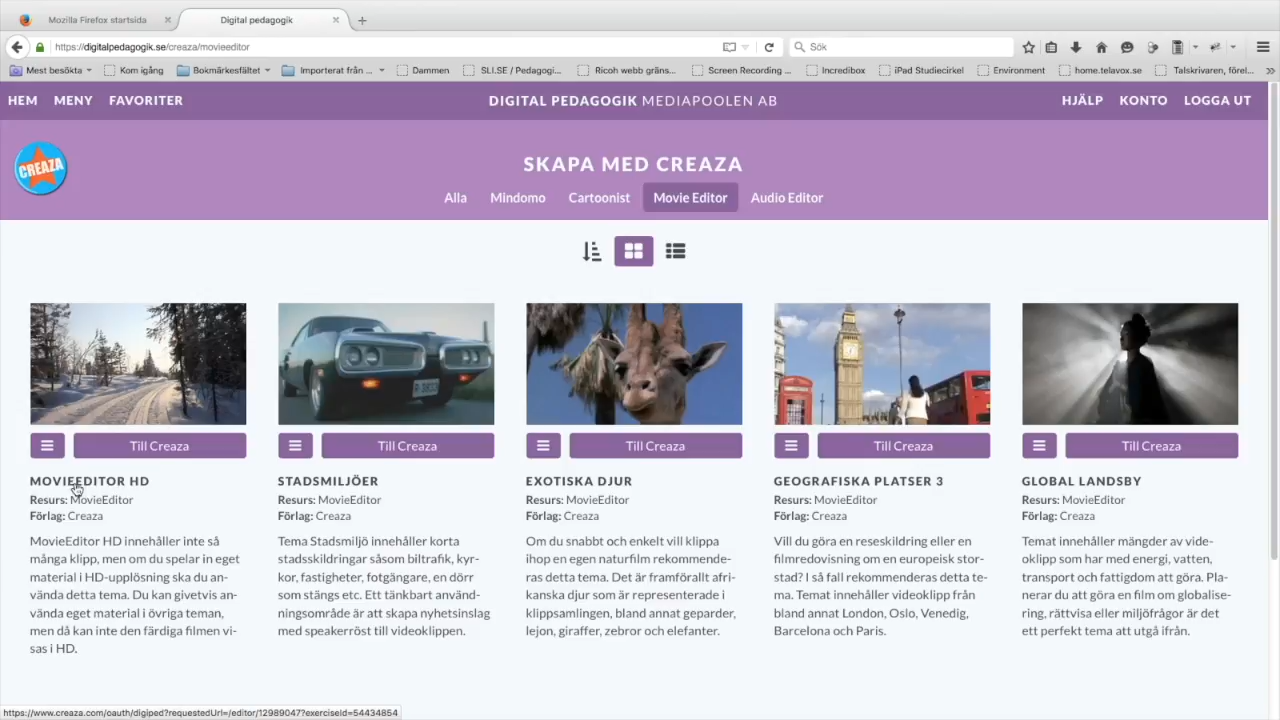 Mozilla Firefox startsida
Digital pedagogik
https://digitalpedagogik.se/creaza/movieeditor
Sök
Mest besökta
Kom igång
Bokmärkesfältet
Importerat från ...
Dammen
SLI.SE / Pedagogi...
Ricoh webb gräns...
Screen Recording ...
Incredibox
iPad Studiecirkel
Environment
home.telavox.se
Talskrivaren, förel...
HEM MENY FAVORITER
DIGITAL PEDAGOGIK MEDIAPOOLEN AB
HJÄLP KONTO LOGGA UT
CREAZA
SKAPA MED CREAZA
Alla Mindomo Cartoonist Movie Editor Audio Editor
Till Creaza
MOVIEEDITOR HD
Resurs: MovieEditor
Förlag: Creaza
MovieEditor HD innehåller inte så
många klipp, men om du spelar in eget
material i HD-upplösning ska du an-
vända detta tema. Du kan givetvis an-
vända eget material i övriga teman,
men då kan inte den färdiga filmen vi-
sas i HD.
Till Creaza
STADSMILJÖER
Resurs: MovieEditor
Förlag: Creaza
Tema Stadsmiljö innehåller korta
stadsskildringar såsom biltrafik, kyr-
kor, fastigheter, fotgängare, en dörr
som stängs etc. Ett tänkbart använd-
ningsområde är att skapa nyhetsinslag
med speakerröst till videoklippen.
Till Creaza
EXOTISKA DJUR
Resurs: MovieEditor
Förlag: Creaza
Om du snabbt och enkelt vill klippa
ihop en egen naturfilm rekommende-
ras detta tema. Det är framförallt afri-
kanska djur som är representerade i
klippsamlingen, bland annat geparder,
lejon, giraffer, zebror och elefanter.
Till Creaza
GEOGRAFISKA PLATSER 3
Resurs: MovieEditor
Förlag: Creaza
Vill du göra en reseskildring eller en
filmredovisning om en europeisk stor-
stad? I så fall rekommenderas detta te-
ma. Temat innehåller videoklipp från
bland annat London, Oslo, Venedig,
Barcelona och Paris.
Till Creaza
GLOBAL LANDSBY
Resurs: MovieEditor
Förlag: Creaza
Temat innehåller mängder av vide-
oklipp som har med energi, vatten,
transport och fattigdom att göra. Pla-
nerar du att göra en film om globalise-
ring, rättvisa eller miljöfrågor är det
ett perfekt tema att utgå ifrån.
https://www.creaza.com/oauth/digiped?requestedUrl=/editor/12989047?exerciseId=54434854